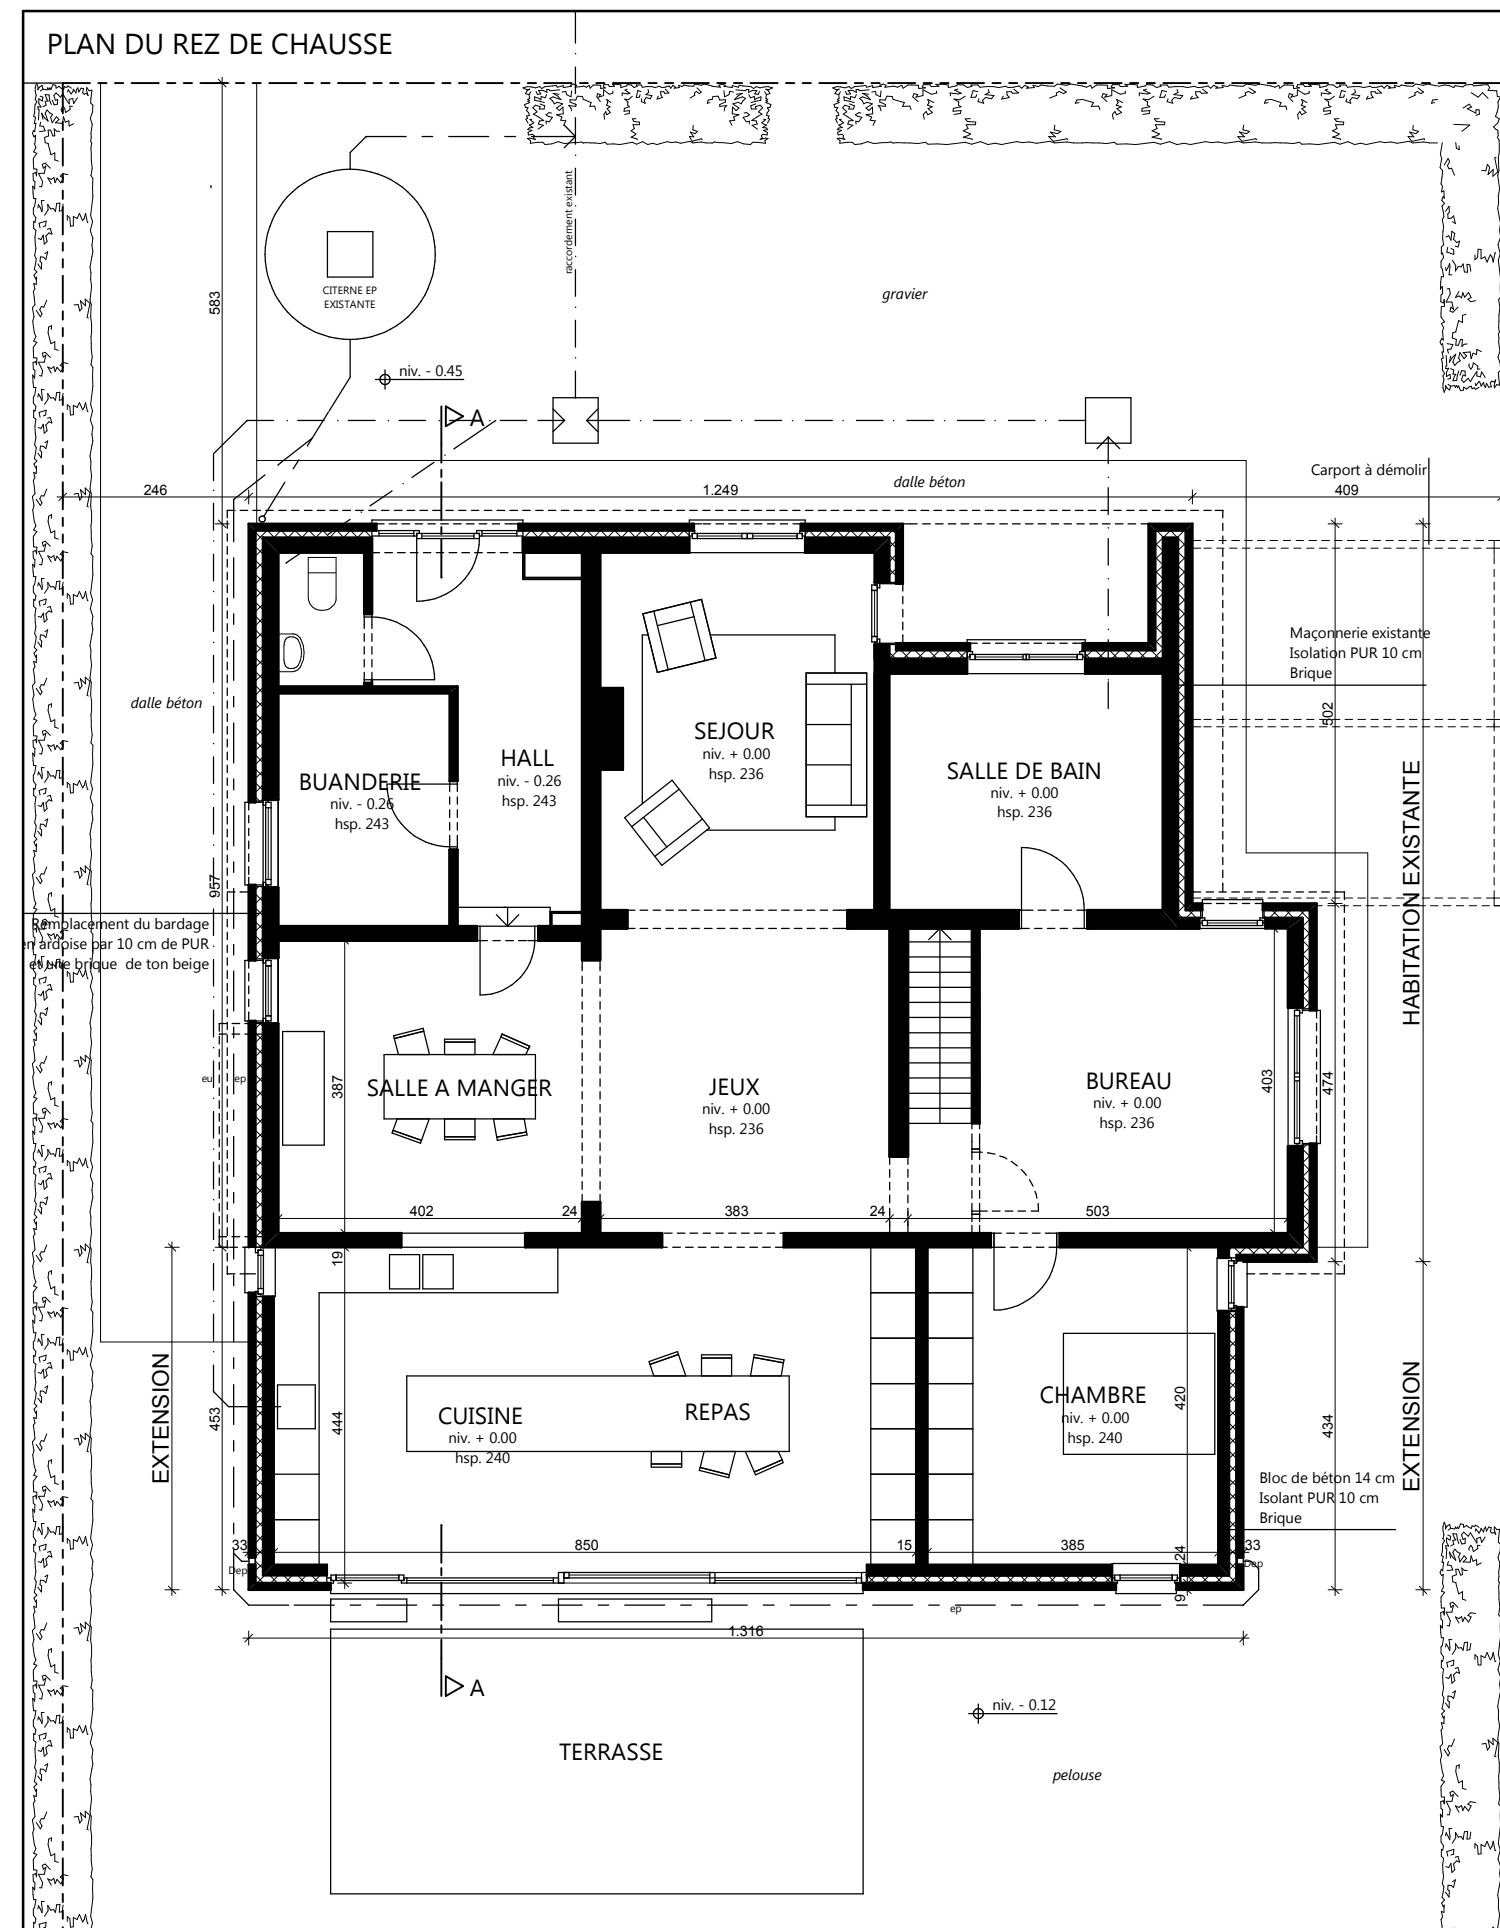 PLAN DU REZ DE CHAUSSE
raccordement existant
583
CITERNE EP
EXISTANTE
gravier
niv. - 0.45
A
Carport à démolir
246
1.249
dalle béton
409
Maçonnerie existante
Isolation PUR 10 cm
Brique
dalle béton
502
SEJOUR
niv. + 0.00
hsp. 236
HALL
niv. - 0.26
hsp. 243
BUANDERIE
niv. - 0.26
hsp. 243
SALLE DE BAIN
niv. + 0.00
hsp. 236
HABITATION EXISTANTE
957
Remplacement du bardage
en ardoise par 10 cm de PUR
et une brique de ton beige
eu
ep
387
SALLE A MANGER
JEUX
niv. + 0.00
hsp. 236
BUREAU
niv. + 0.00
hsp. 236
403
474
402
24
383
24
503
19
EXTENSION
453
444
CUISINE
niv. + 0.00
hsp. 240
REPAS
CHAMBRE
niv. + 0.00
hsp. 240
420
434
EXTENSION
Bloc de béton 14 cm
Isolant PUR 10 cm
Brique
33
850
15
385
24
33
Dep
Dep
9
ep
1.316
A
niv. - 0.12
TERRASSE
pelouse